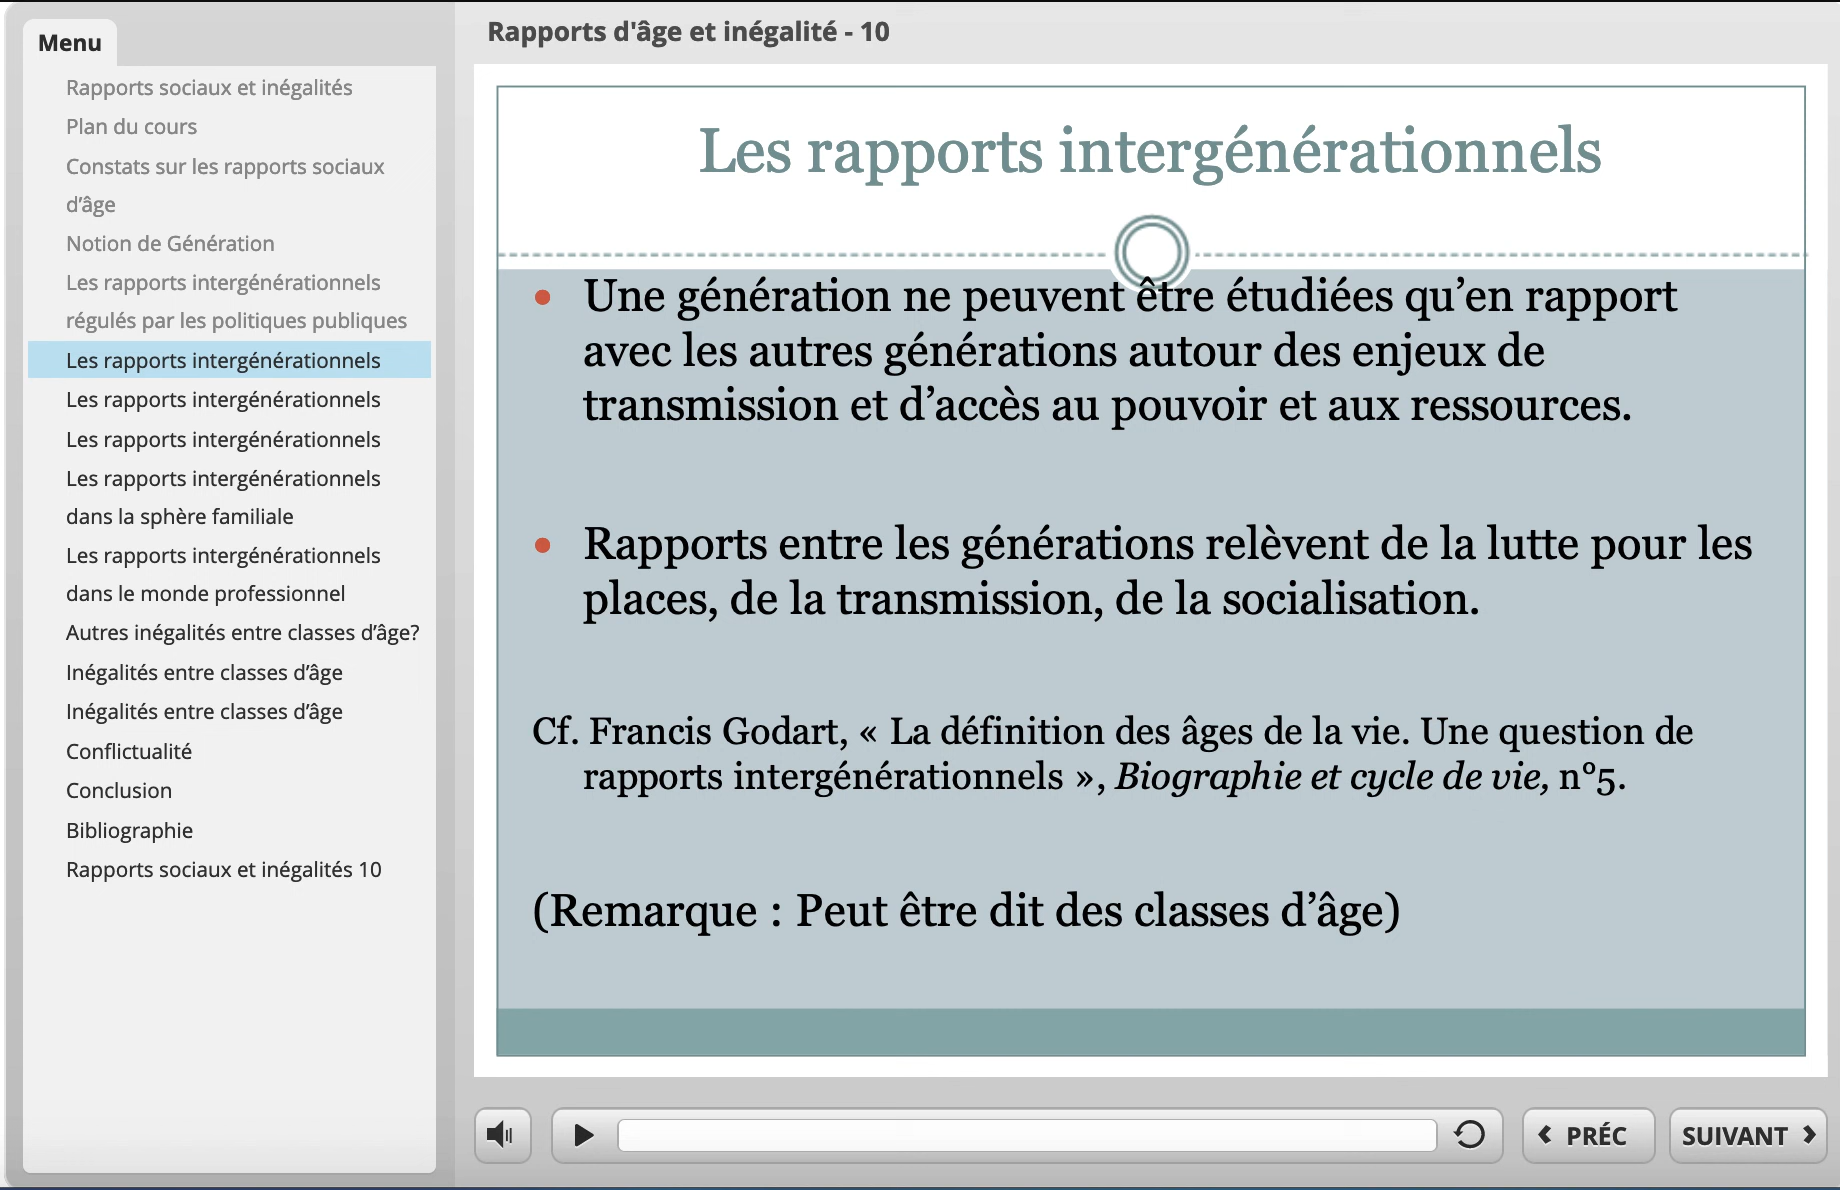 Menu
Rapports sociaux et inégalités
Plan du cours
Constats sur les rapports sociaux
d’âge
Notion de Génération
Les rapports intergénérationnels
régulés par les politiques publiques
Les rapports intergénérationnels
Les rapports intergénérationnels
Les rapports intergénérationnels
Les rapports intergénérationnels
dans la sphère familiale
Les rapports intergénérationnels
dans le monde professionnel
Autres inégalités entre classes d’âge?
Inégalités entre classes d’âge
Inégalités entre classes d’âge
Conflictualité
Conclusion
Bibliographie
Rapports sociaux et inégalités 10
Rapports d'âge et inégalité - 10
Les rapports intergénérationnels
• Une génération ne peuvent être étudiées qu’en rapport
avec les autres générations autour des enjeux de
transmission et d’accès au pouvoir et aux ressources.
• Rapports entre les générations relèvent de la lutte pour les
places, de la transmission, de la socialisation.
Cf. Francis Godart, « La définition des âges de la vie. Une question de
rapports intergénérationnels », Biographie et cycle de vie, n°5.
(Remarque : Peut être dit des classes d’âge)
PRÉC
SUIVANT